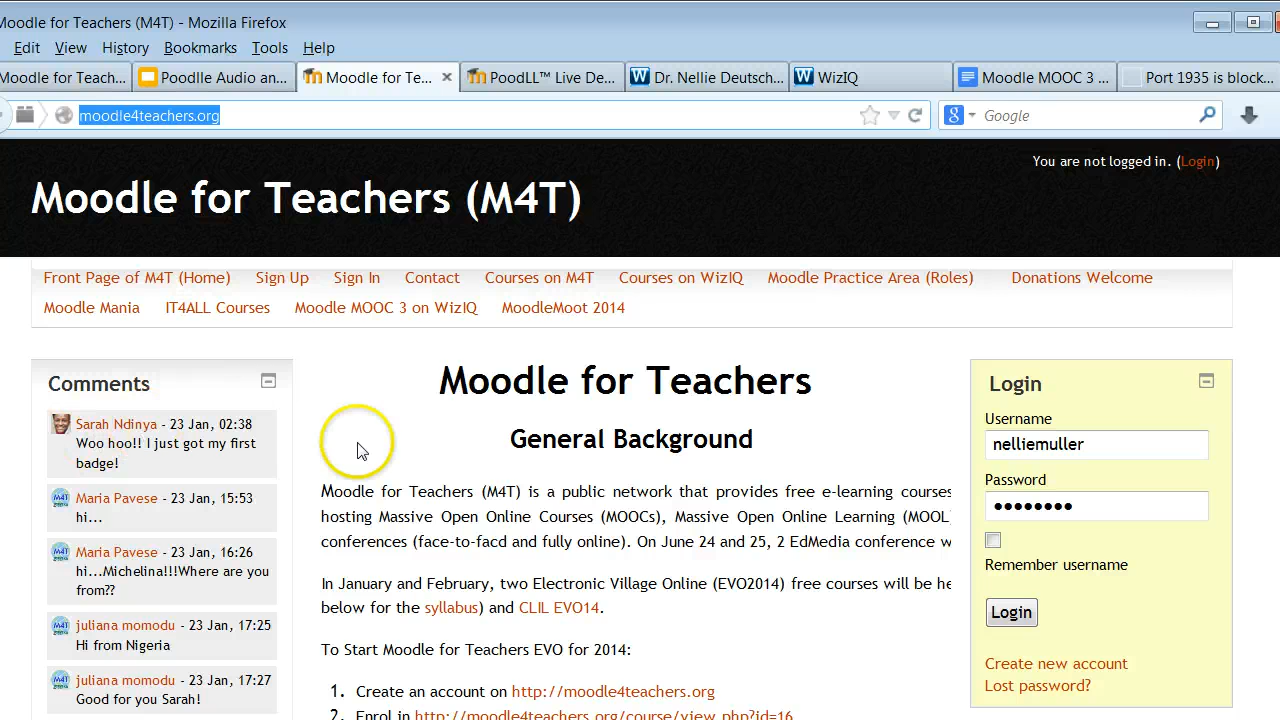 Moodle for Teachers (M4T) - Mozilla Firefox
Edit View History Bookmarks Tools Help
Moodle for Teach... Poodlle Audio an... Moodle for Te... PoodLL™ Live De... Dr. Nellie Deutsch... WizIQ Moodle MOOC 3 ... Port 1935 is block...
moodle4teachers.org Google
You are not logged in. (Login)
Moodle for Teachers (M4T)
Front Page of M4T (Home) Sign Up Sign In Contact Courses on M4T Courses on WizIQ Moodle Practice Area (Roles) Donations Welcome
Moodle Mania IT4ALL Courses Moodle MOOC 3 on WizIQ MoodleMoot 2014
Comments
Sarah Ndinya - 23 Jan, 02:38
Woo hoo!! I just got my first
badge!
Maria Pavese - 23 Jan, 15:53
hi...
Maria Pavese - 23 Jan, 16:26
hi...Michelina!!!Where are you
from??
juliana momodu - 23 Jan, 17:25
Hi from Nigeria
juliana momodu - 23 Jan, 17:27
Good for you Sarah!
Moodle for Teachers
General Background
Moodle for Teachers (M4T) is a public network that provides free e-learning courses
hosting Massive Open Online Courses (MOOCs), Massive Open Online Learning (MOOL)
conferences (face-to-facd and fully online). On June 24 and 25, 2 EdMedia conference w
In January and February, two Electronic Village Online (EVO2014) free courses will be he
below for the syllabus) and CLIL EVO14.
To Start Moodle for Teachers EVO for 2014:
1. Create an account on http://moodle4teachers.org
2. Enrol in http://moodle4teachers.org/course/view.php?id=16
Login
Username
nelliemuller
Password
Remember username
Login
Create new account
Lost password?